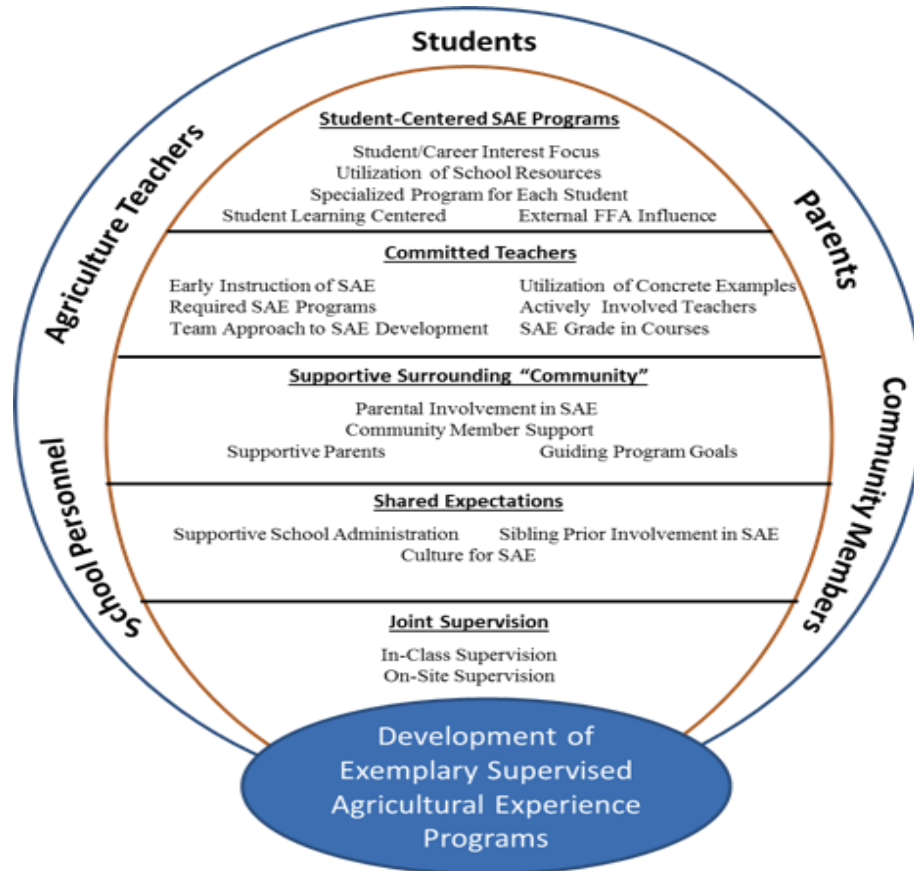 Students
Agriculture Teachers
Parents
School Personnel
Community Members
Student-Centered SAE Programs
Student/Career Interest Focus
Utilization of School Resources
Specialized Program for Each Student
Student Learning Centered External FFA Influence
Committed Teachers
Early Instruction of SAE Utilization of Concrete Examples
Required SAE Programs Actively Involved Teachers
Team Approach to SAE Development SAE Grade in Courses
Supportive Surrounding “Community”
Parental Involvement in SAE
Community Member Support
Supportive Parents Guiding Program Goals
Shared Expectations
Supportive School Administration Sibling Prior Involvement in SAE
Culture for SAE
Joint Supervision
In-Class Supervision
On-Site Supervision
Development of
Exemplary Supervised
Agricultural Experience
Programs